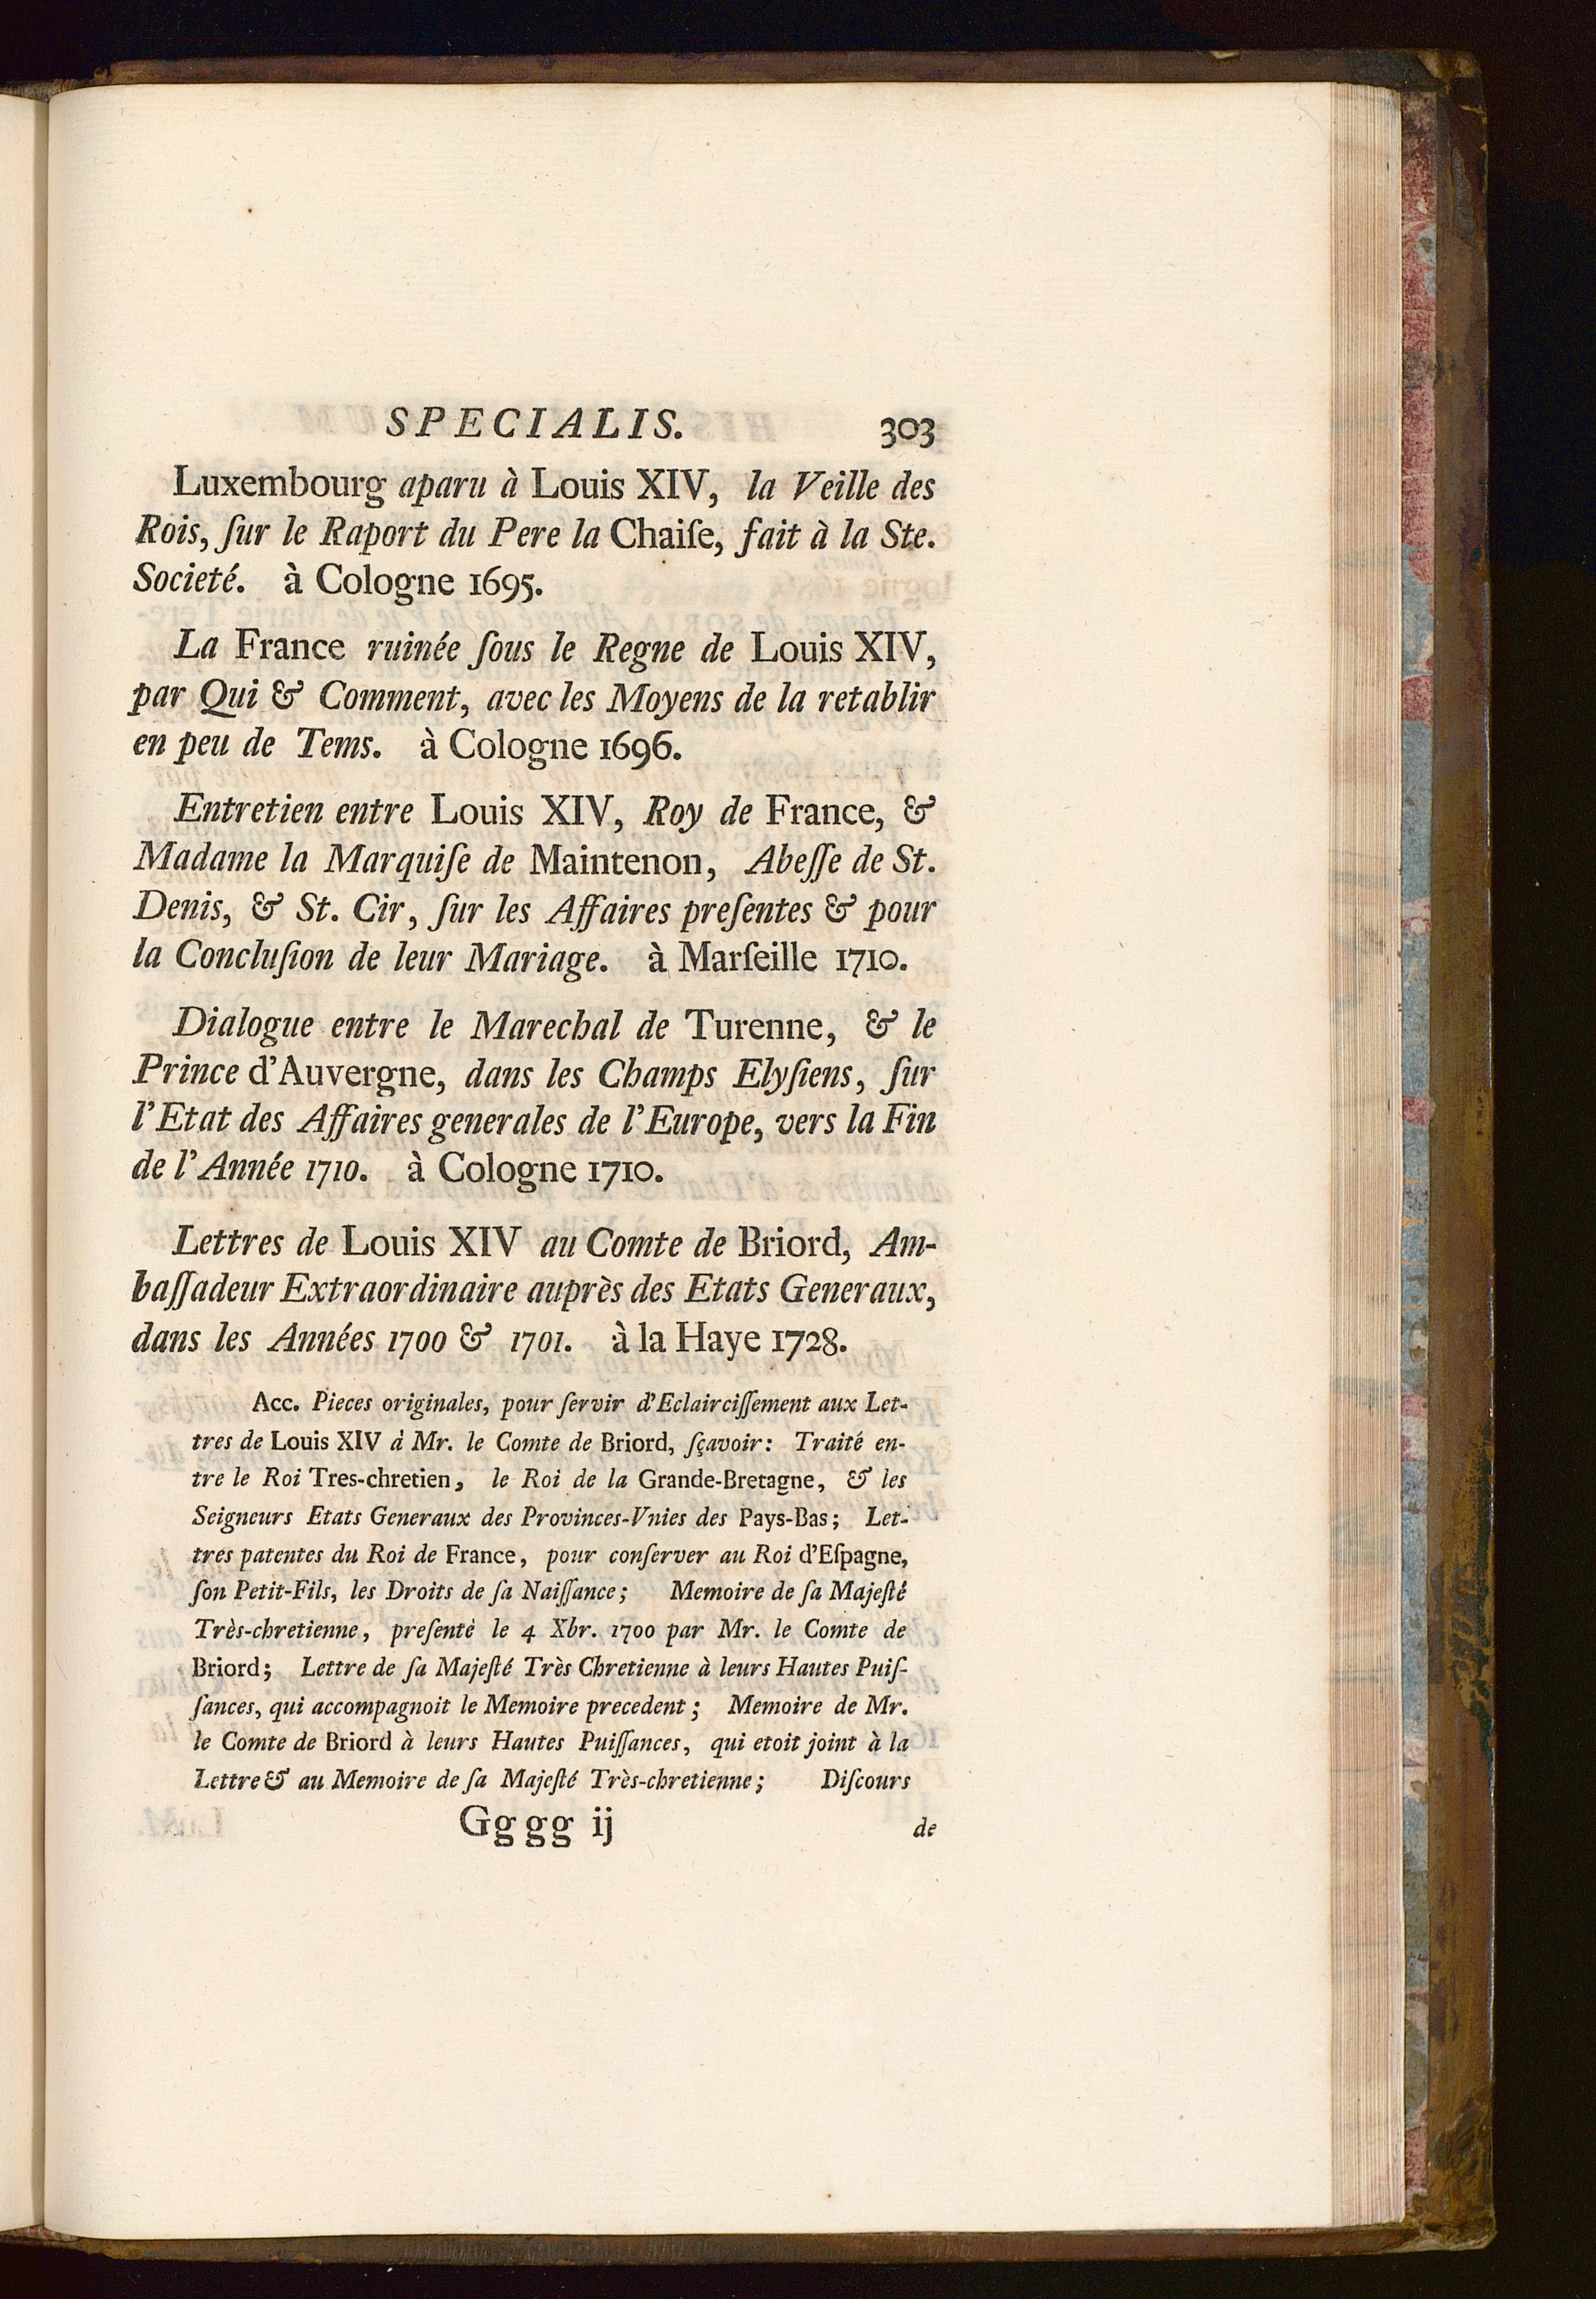 SPECIALIS. 303
Luxembourg aparu à Louis XIV, la Veille des
Rois, ſur le Raport du Pere la Chaiſe, fait à la Ste.
Societé. à Cologne 1695.
La France ruinée ſous le Regne de Louis XIV,
par Qui & Comment, avec les Moyens de la retablir
en peu de Tems. à Cologne 1696.
Entretien entre Louis XIV, Roy de France, &
Madame la Marquiſe de Maintenon, Abeſſe de St.
Denis, & St. Cir, ſur les Affaires preſentes & pour
la Concluſion de leur Mariage. à Marſeille 1710.
Dialogue entre le Marechal de Turenne, & le
Prince d'Auvergne, dans les Champs Elyſiens, ſur
l'Etat des Affaires generales de l'Europe, vers la Fin
de l'Année 1710. à Cologne 1710.
Lettres de Louis XIV au Comte de Briord, Am-
baſſadeur Extraordinaire auprès des Etats Generaux,
dans les Années 1700 & 1701. à la Haye 1728.
Acc. Pieces originales, pour ſervir d'Eclairciſſement aux Let-
tres de Louis XIV à Mr. le Comte de Briord, ſçavoir: Traité en-
tre le Roi Tres-chretien, le Roi de la Grande-Bretagne, & les
Seigneurs Etats Generaux des Provinces-Vnies des Pays-Bas; Let-
tres patentes du Roi de France, pour conſerver au Roi d'Eſpagne,
ſon Petit-Fils, les Droits de ſa Naiſſance; Memoire de ſa Majeſté
Très-chretienne, preſenté le 4 Xbr. 1700 par Mr. le Comte de
Briord; Lettre de ſa Majeſté Très Chretienne à leurs Hautes Puiſ-
ſances, qui accompagnoit le Memoire precedent; Memoire de Mr.
le Comte de Briord à leurs Hautes Puiſſances, qui etoit joint à la
Lettre & au Memoire de ſa Majeſté Très-chretienne; Diſcours
Gg gg ij de